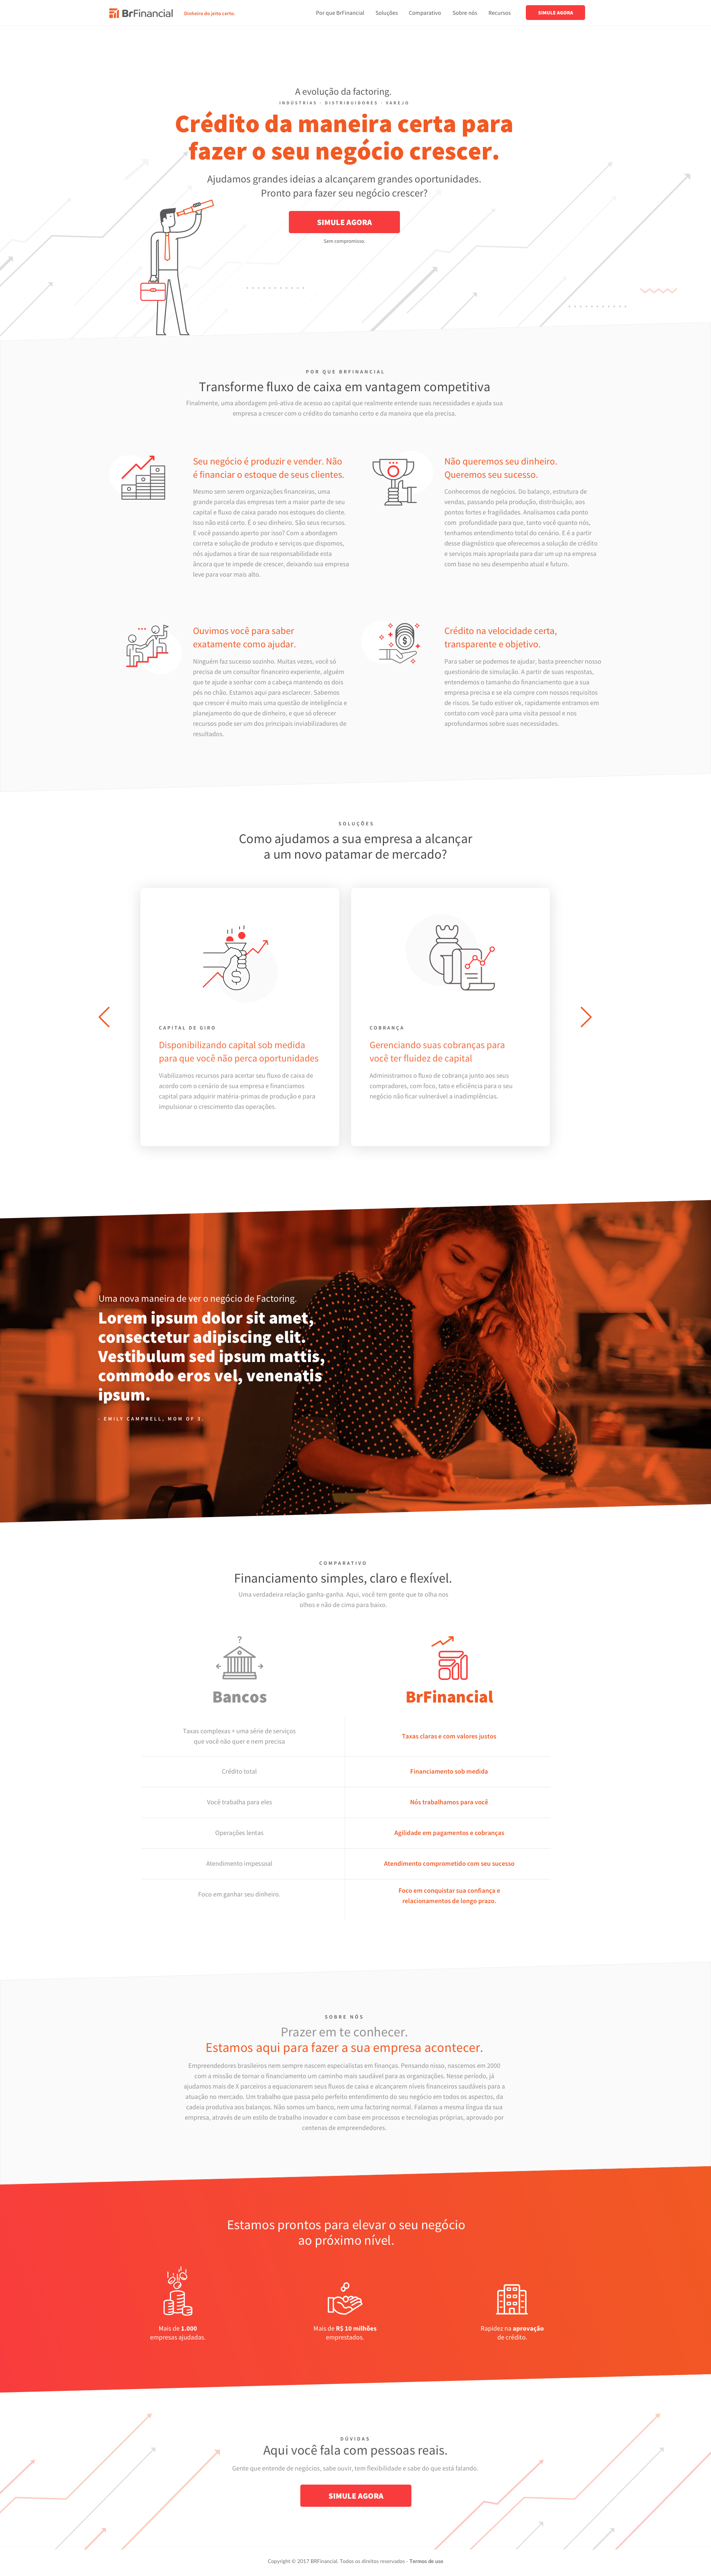 BrFinancial
Dinheiro do jeito certo.
Por que BrFinancial
Soluções
Comparativo
Sobre nós
Recursos
SIMULE AGORA
A evolução da factoring.
INDÚSTRIAS · DISTRIBUIDORES · VAREJO
Crédito da maneira certa para
fazer o seu negócio crescer.
Ajudamos grandes ideias a alcançarem grandes oportunidades.
Pronto para fazer seu negócio crescer?
SIMULE AGORA
Sem compromisso.
POR QUE BRFINANCIAL
Transforme fluxo de caixa em vantagem competitiva
Finalmente, uma abordagem pró-ativa de acesso ao capital que realmente entende suas necessidades e ajuda sua
empresa a crescer com o crédito do tamanho certo e da maneira que ela precisa.
Seu negócio é produzir e vender. Não
é financiar o estoque de seus clientes.
Mesmo sem serem organizações financeiras, uma
grande parcela das empresas tem a maior parte de seu
capital e fluxo de caixa parado nos estoques do cliente.
Isso não está certo. É o seu dinheiro. São seus recursos.
E você passando aperto por isso? Com a abordagem
correta e solução de produto e serviços que dispomos,
nós ajudamos a tirar de sua responsabilidade esta
âncora que te impede de crescer, deixando sua empresa
leve para voar mais alto.
Não queremos seu dinheiro.
Queremos seu sucesso.
Conhecemos de negócios. Do balanço, estrutura de
vendas, passando pela produção, distribuição, aos
pontos fortes e fragilidades. Analisamos cada ponto
com profundidade para que, tanto você quanto nós,
tenhamos entendimento total do cenário. E é a partir
desse diagnóstico que oferecemos a solução de crédito
e serviços mais apropriada para dar um up na empresa
com base no seu desempenho atual e futuro.
Ouvimos você para saber
exatamente como ajudar.
Ninguém faz sucesso sozinho. Muitas vezes, você só
precisa de um consultor financeiro experiente, alguém
que te ajude a sonhar com a cabeça mantendo os dois
pés no chão. Estamos aqui para esclarecer. Sabemos
que crescer é muito mais uma questão de inteligência e
planejamento do que de dinheiro, e que só oferecer
recursos pode ser um dos principais inviabilizadores de
resultados.
Crédito na velocidade certa,
transparente e objetivo.
Para saber se podemos te ajudar, basta preencher nosso
questionário de simulação. A partir de suas respostas,
entendemos o tamanho do financiamento que a sua
empresa precisa e se ela cumpre com nossos requisitos
de riscos. Se tudo estiver ok, rapidamente entramos em
contato com você para uma visita pessoal e nos
aprofundarmos sobre suas necessidades.
SOLUÇÕES
Como ajudamos a sua empresa a alcançar
a um novo patamar de mercado?
CAPITAL DE GIRO
Disponibilizando capital sob medida
para que você não perca oportunidades
Viabilizamos recursos para acertar seu fluxo de caixa de
acordo com o cenário de sua empresa e financiamos
capital para adquirir matéria-primas de produção e para
impulsionar o crescimento das operações.
COBRANÇA
Gerenciando suas cobranças para
você ter fluidez de capital
Administramos o fluxo de cobrança junto aos seus
compradores, com foco, tato e eficiência para o seu
negócio não ficar vulnerável a inadimplências.
Uma nova maneira de ver o negócio de Factoring.
Lorem ipsum dolor sit amet,
consectetur adipiscing elit.
Vestibulum sed ipsum mattis,
commodo eros vel, venenatis
ipsum.
- EMILY CAMPBELL, MOM OF 3.
COMPARATIVO
Financiamento simples, claro e flexível.
Uma verdadeira relação ganha-ganha. Aqui, você tem gente que te olha nos
olhos e não de cima para baixo.
Bancos
BrFinancial
Taxas complexas + uma série de serviços
que você não quer e nem precisa
Taxas claras e com valores justos
Crédito total
Financiamento sob medida
Você trabalha para eles
Nós trabalhamos para você
Operações lentas
Agilidade em pagamentos e cobranças
Atendimento impessoal
Atendimento comprometido com seu sucesso
Foco em ganhar seu dinheiro.
Foco em conquistar sua confiança e
relacionamentos de longo prazo.
SOBRE NÓS
Prazer em te conhecer.
Estamos aqui para fazer a sua empresa acontecer.
Empreendedores brasileiros nem sempre nascem especialistas em finanças. Pensando nisso, nascemos em 2000
com a missão de tornar o financiamento um caminho mais saudável para as organizações. Nesse período, já
ajudamos mais de X parceiros a equacionarem seus fluxos de caixa e alcançarem níveis financeiros saudáveis para a
atuação no mercado. Um trabalho que passa pelo perfeito entendimento do seu negócio em todos os aspectos, da
cadeia produtiva aos balanços. Não somos um banco, nem uma factoring normal. Falamos a mesma língua da sua
empresa, através de um estilo de trabalho inovador e com base em processos e tecnologias próprias, aprovado por
centenas de empreendedores.
Estamos prontos para elevar o seu negócio
ao próximo nível.
Mais de 1.000
empresas ajudadas.
Mais de R$ 10 milhões
emprestados.
Rapidez na aprovação
de crédito.
DÚVIDAS
Aqui você fala com pessoas reais.
Gente que entende de negócios, sabe ouvir, tem flexibilidade e sabe do que está falando.
SIMULE AGORA
Copyright © 2017 BRFinancial. Todos os direitos reservados - Termos de uso